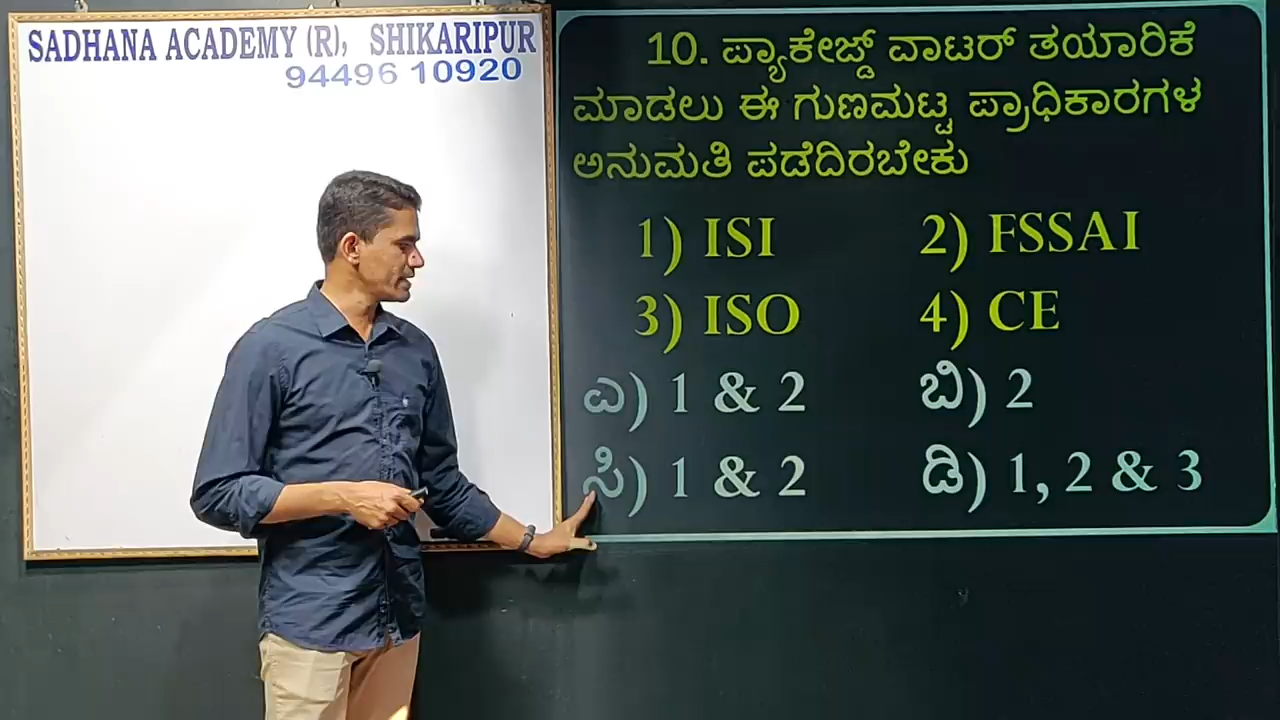 SADHANA ACADEMY (R), SHIKARIPUR
94496 10920
10. ಪ್ಯಾಕೇಜ್ಡ್ ವಾಟರ್ ತಯಾರಿಕೆ
ಮಾಡಲು ಈ ಗುಣಮಟ್ಟ ಪ್ರಾಧಿಕಾರಗಳ
ಅನುಮತಿ ಪಡೆದಿರಬೇಕು
1) ISI 2) FSSAI
3) ISO 4) CE
ಎ) 1 & 2 ಬಿ) 2
ಸಿ) 1 & 2 ಡಿ) 1, 2 & 3